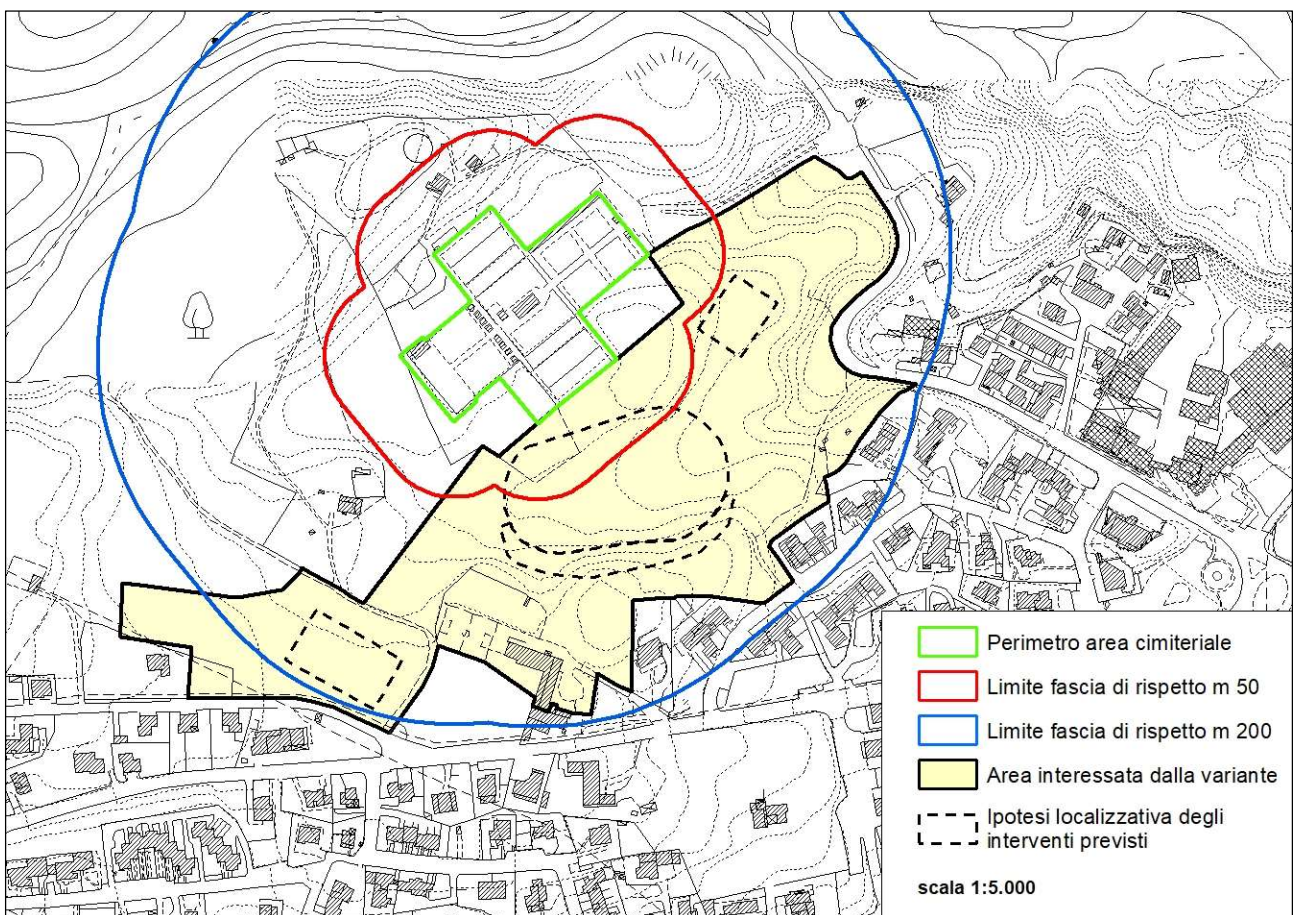 Perimetro area cimiteriale
Limite fascia di rispetto m 50
Limite fascia di rispetto m 200
Area interessata dalla variante
Ipotesi localizzativa degli
interventi previsti
scala 1:5.000